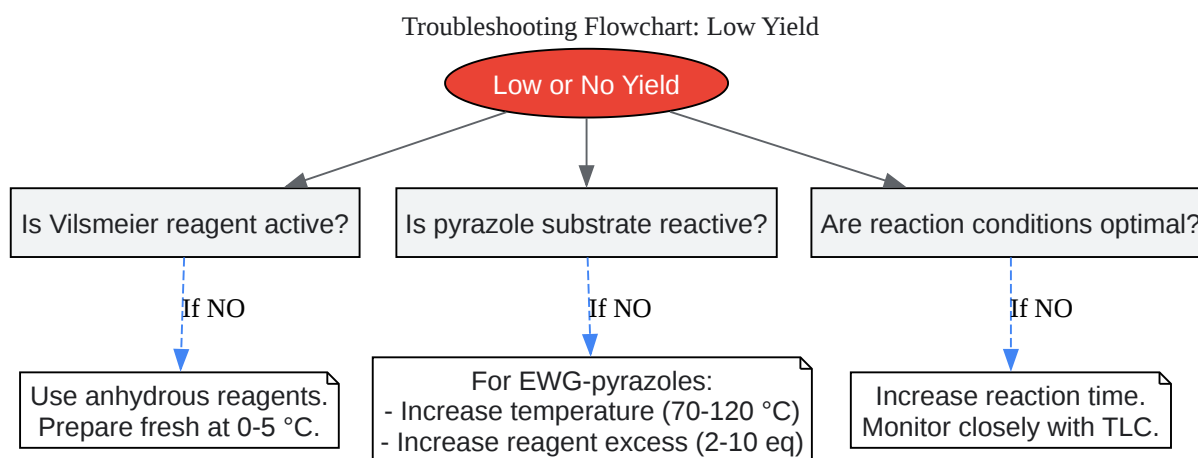 Troubleshooting Flowchart: Low Yield
Low or No Yield
Is Vilsmeier reagent active?
Is pyrazole substrate reactive?
Are reaction conditions optimal?
If NO
If NO
If NO
Use anhydrous reagents.
Prepare fresh at 0-5 °C.
For EWG-pyrazoles:
- Increase temperature (70-120 °C)
- Increase reagent excess (2-10 eq)
Increase reaction time.
Monitor closely with TLC.